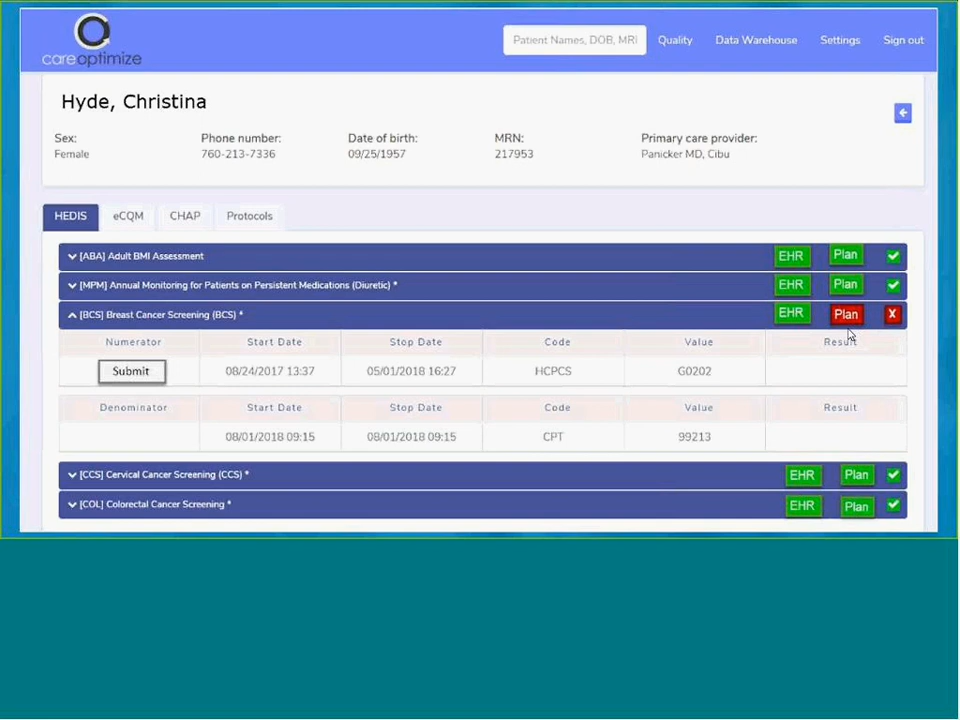 careoptimize
Patient Names, DOB, MRI Quality Data Warehouse Settings Sign out
Hyde, Christina
Sex: Phone number: Date of birth: MRN: Primary care provider:
Female 760-213-7336 09/25/1957 217953 Panicker MD, Cibu
HEDIS eCQM CHAP Protocols
[ABA] Adult BMI Assessment EHR Plan
[MPM] Annual Monitoring for Patients on Persistent Medications (Diuretic) * EHR Plan
[BCS] Breast Cancer Screening (BCS) * EHR Plan X
Numerator Start Date Stop Date Code Value Result
Submit 08/24/2017 13:37 05/01/2018 16:27 HCPCS G0202
Denominator Start Date Stop Date Code Value Result
08/01/2018 09:15 08/01/2018 09:15 CPT 99213
[CCS] Cervical Cancer Screening (CCS) * EHR Plan
[COL] Colorectal Cancer Screening * EHR Plan